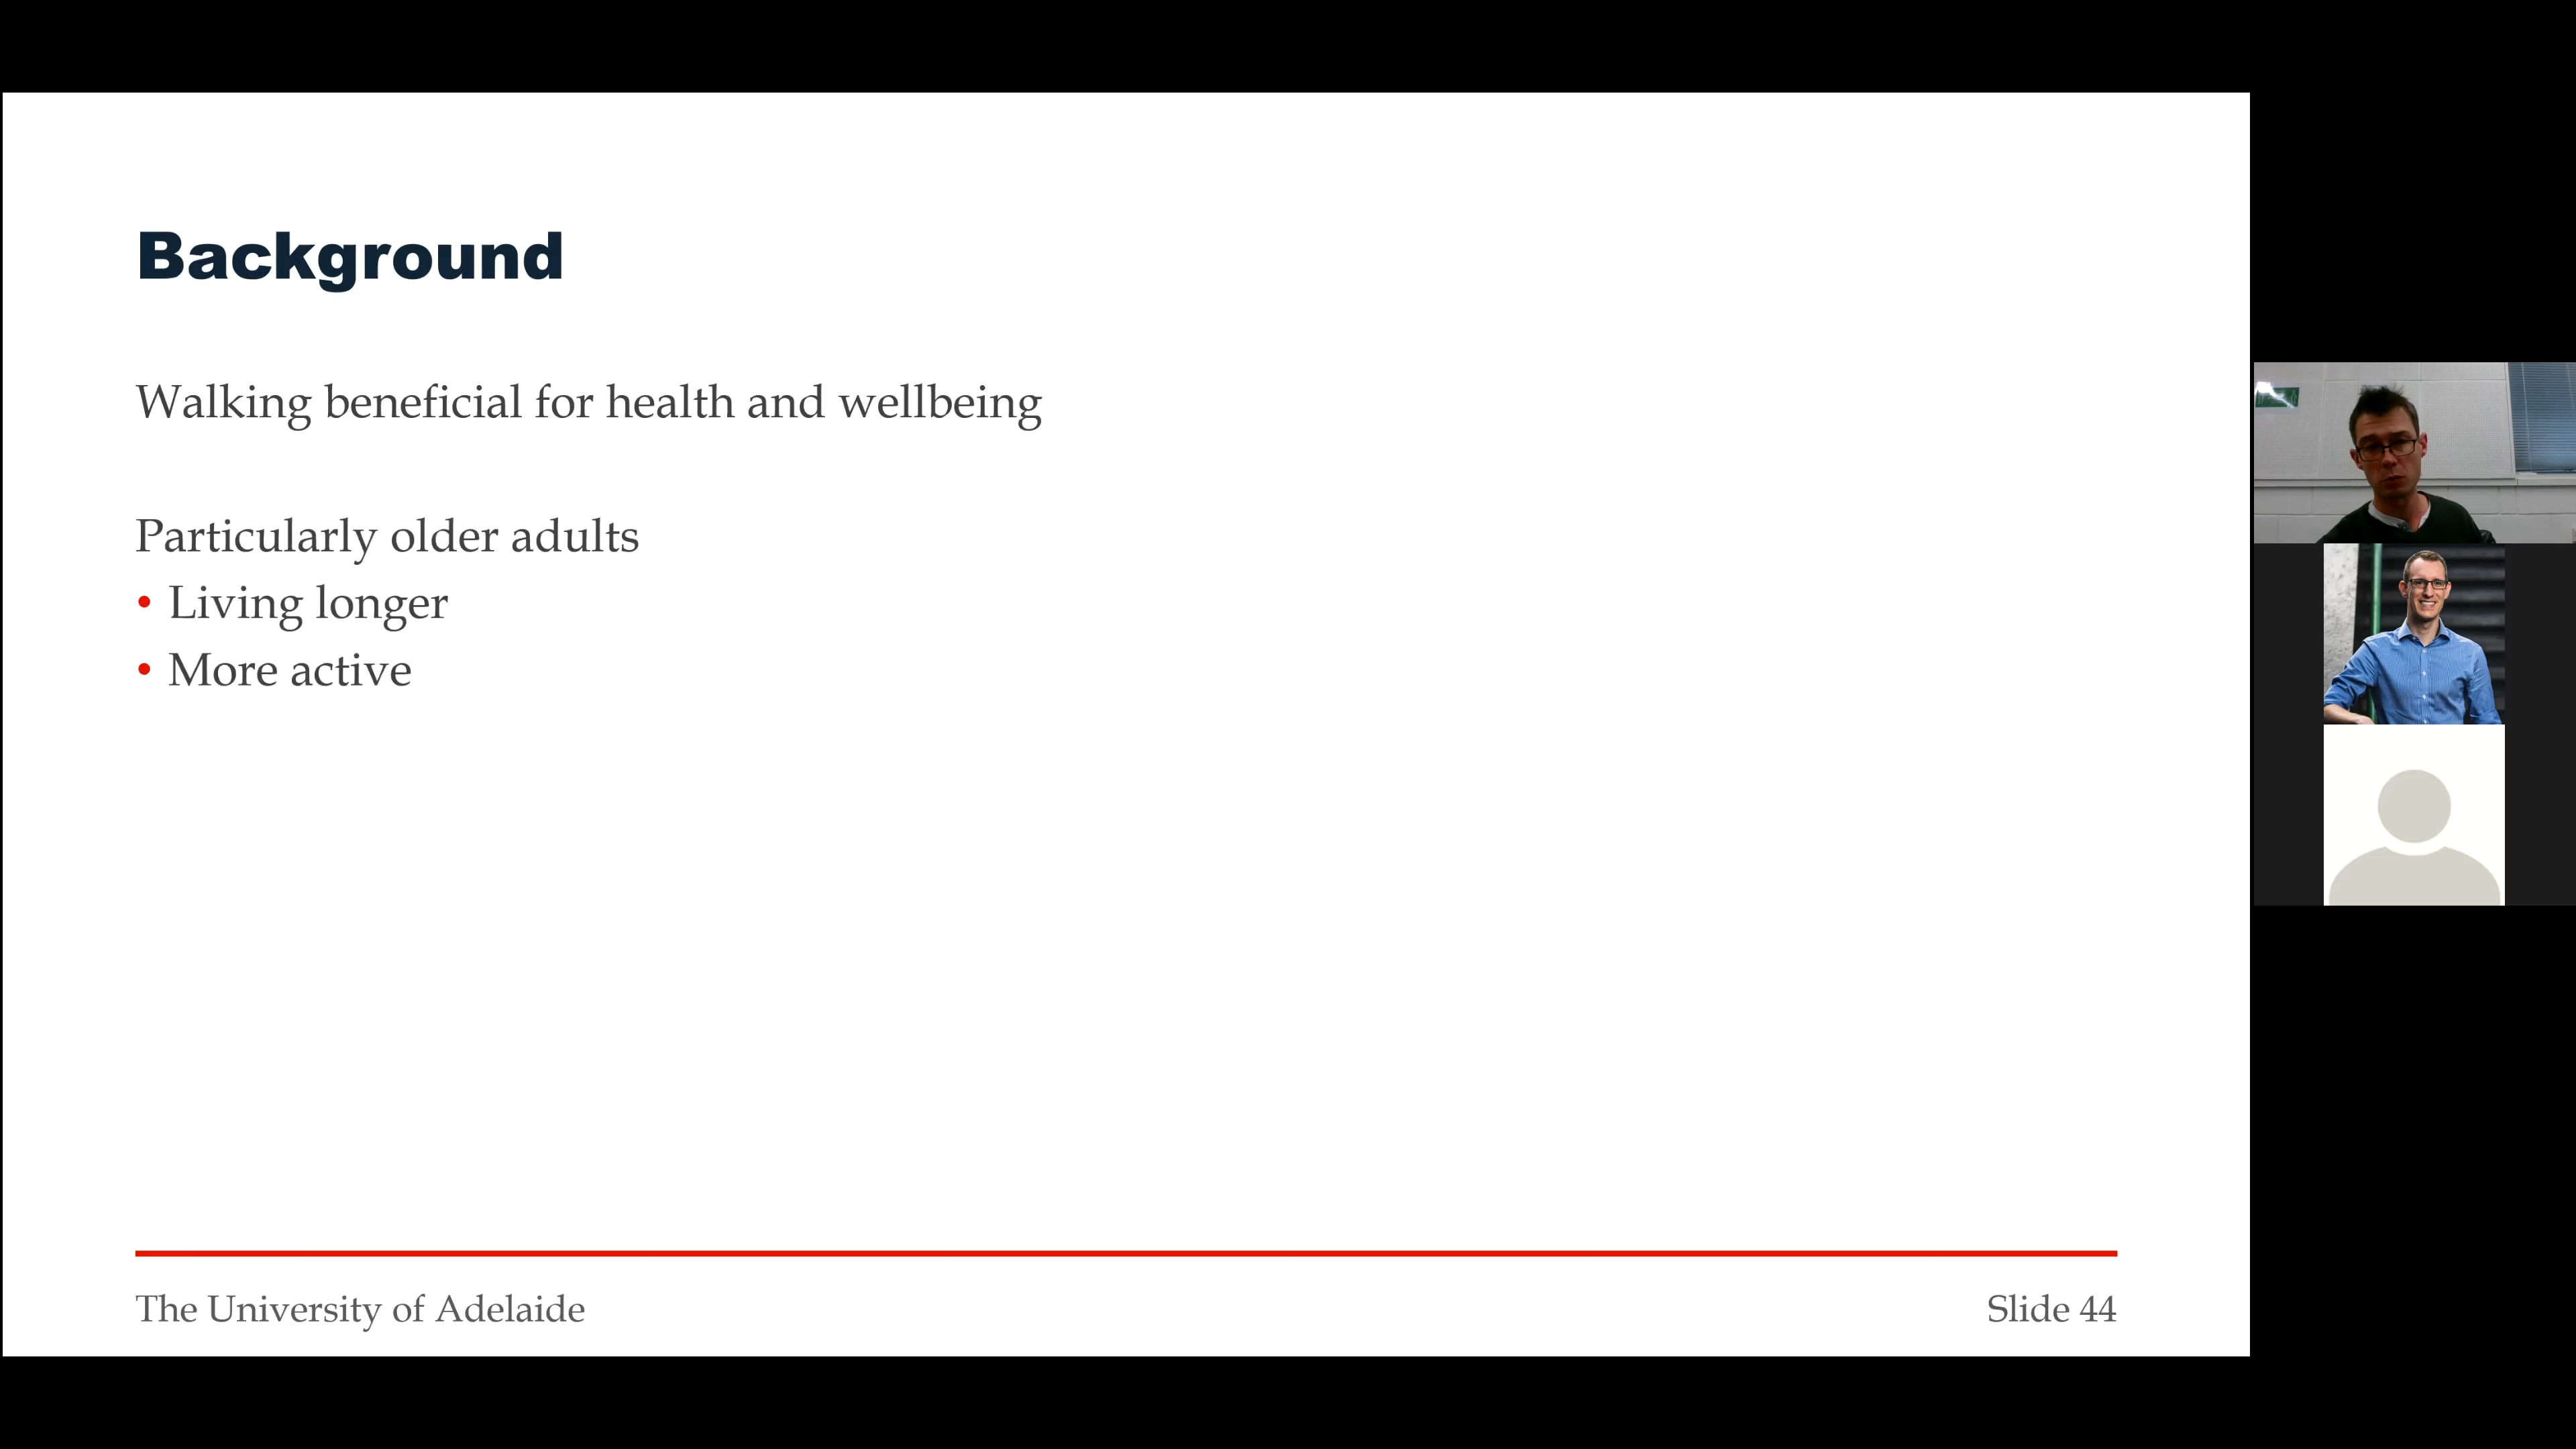 Background
Walking beneficial for health and wellbeing
Particularly older adults
• Living longer
• More active
The University of Adelaide
Slide 44